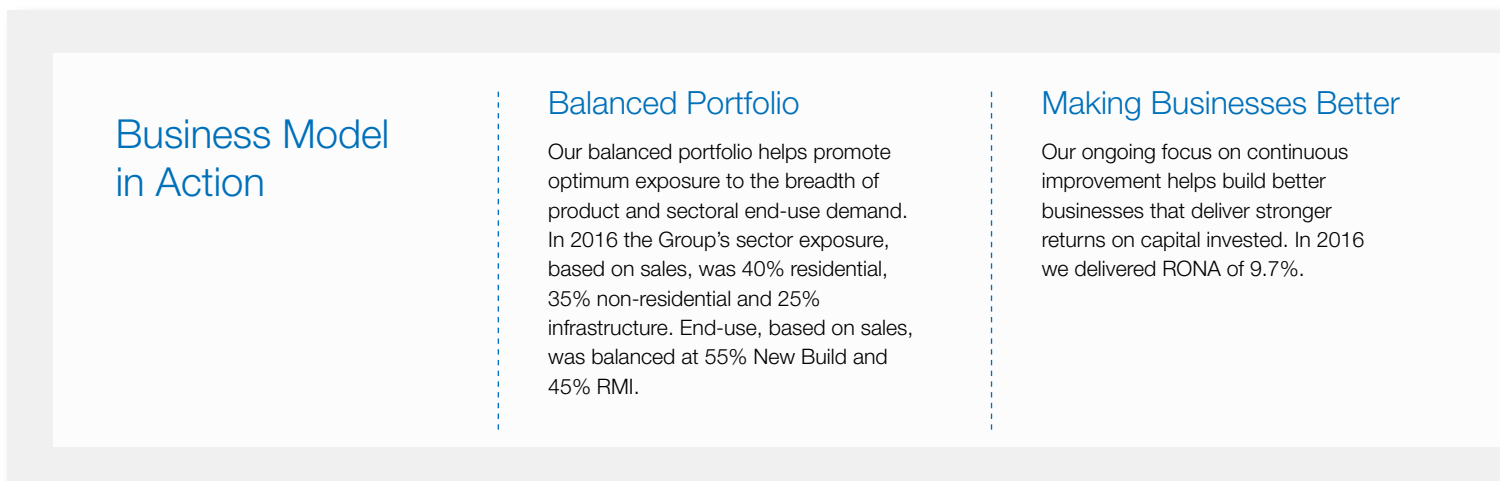 Business Model
in Action
Balanced Portfolio
Our balanced portfolio helps promote
optimum exposure to the breadth of
product and sectoral end-use demand.
In 2016 the Group’s sector exposure,
based on sales, was 40% residential,
35% non-residential and 25%
infrastructure. End-use, based on sales,
was balanced at 55% New Build and
45% RMI.
Making Businesses Better
Our ongoing focus on continuous
improvement helps build better
businesses that deliver stronger
returns on capital invested. In 2016
we delivered RONA of 9.7%.